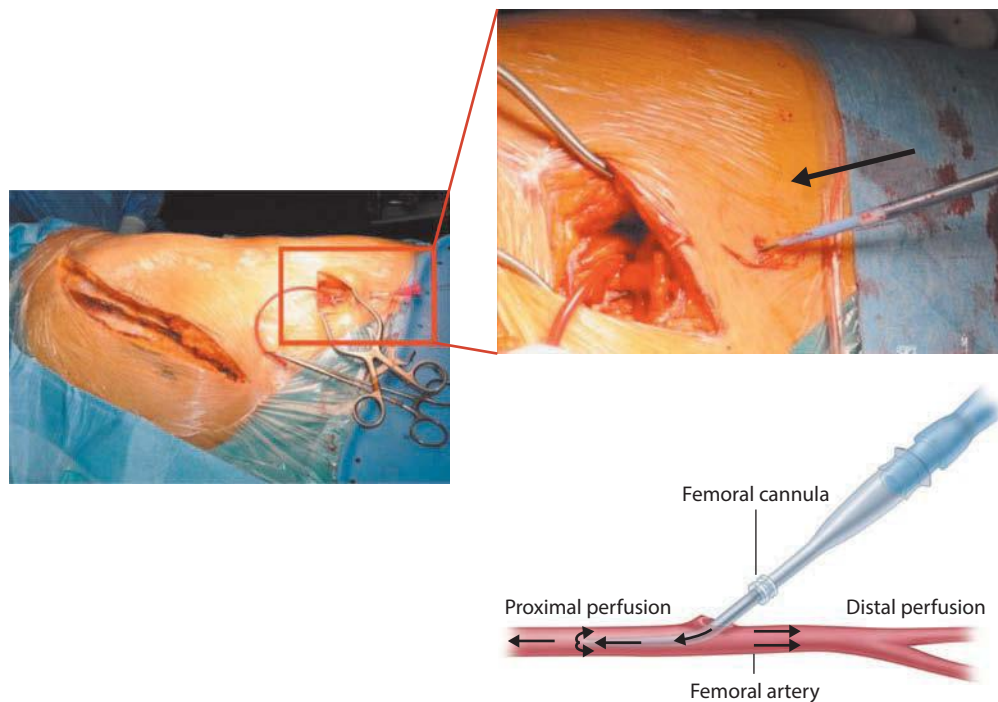 Femoral cannula
Proximal perfusion
Distal perfusion
Femoral artery